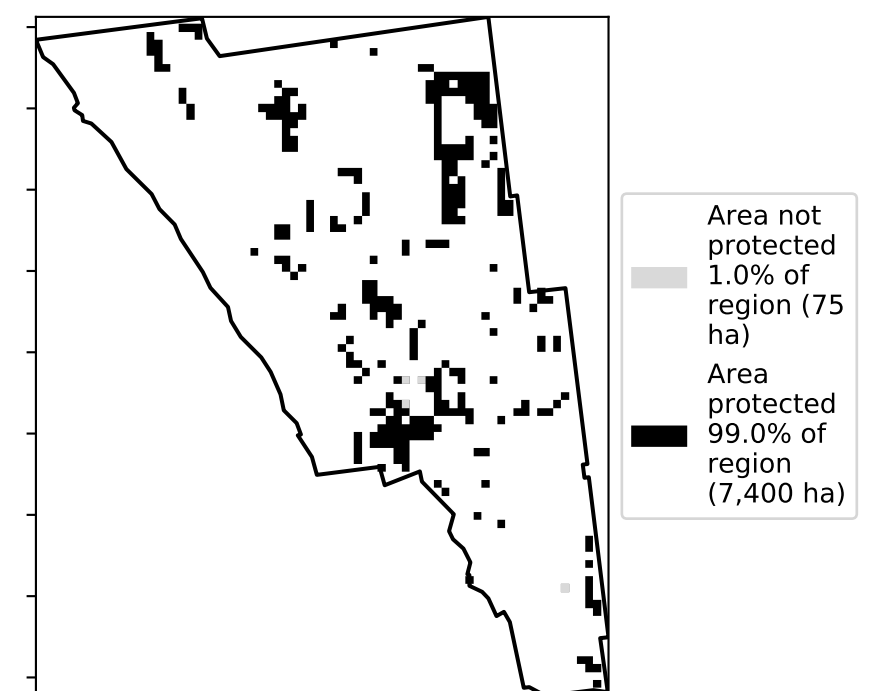 Area not
protected
1.0% of
region (75
ha)
Area
protected
99.0% of
region
(7,400 ha)